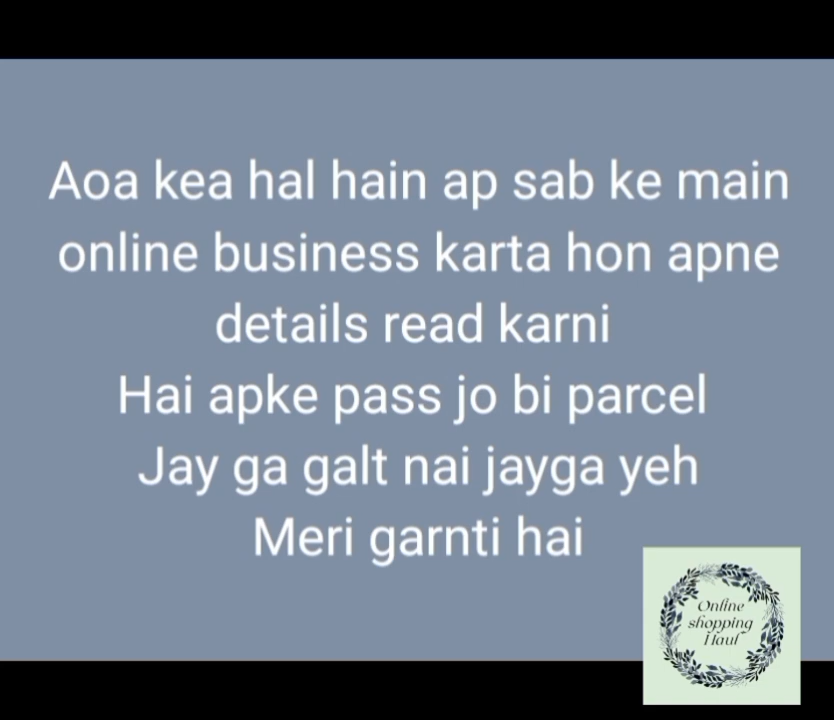 Aoa kea hal hain ap sab ke main
online business karta hon apne
details read karni
Hai apke pass jo bi parcel
Jay ga galt nai jayga yeh
Meri garnti hai
Online
shopping
Haul